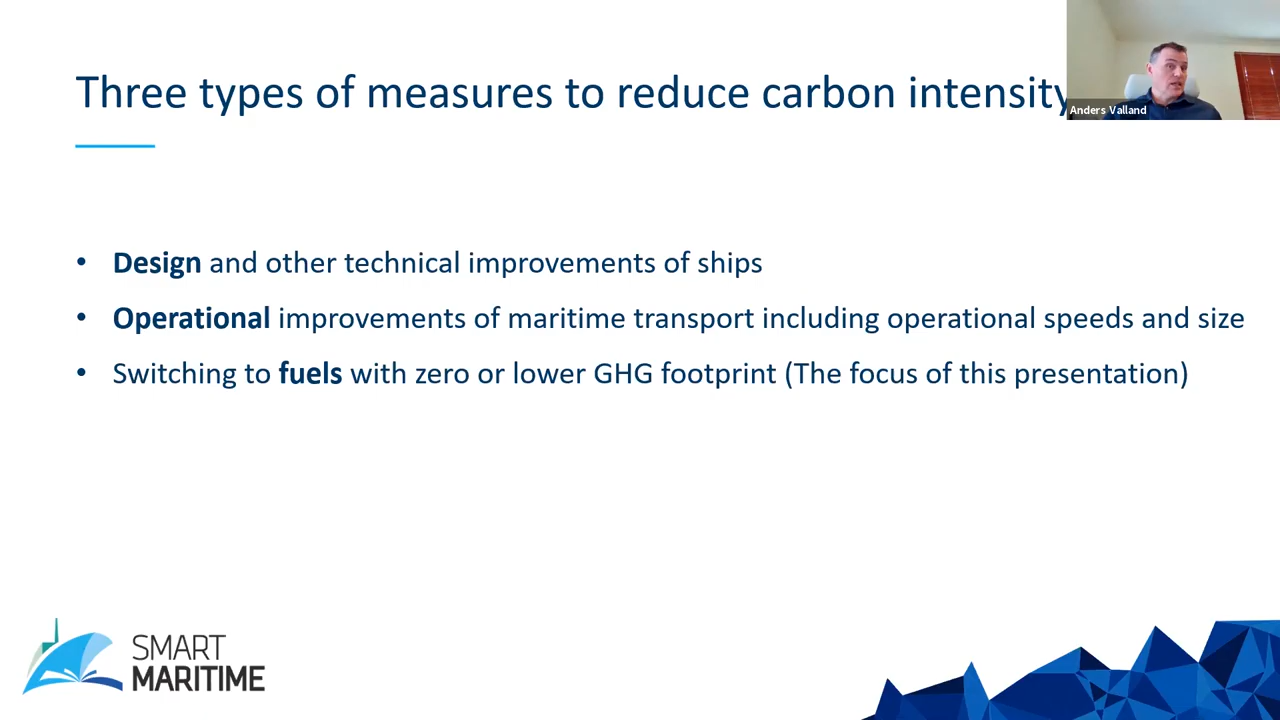 Three types of measures to reduce carbon intensity
Anders Valland
• Design and other technical improvements of ships
• Operational improvements of maritime transport including operational speeds and size
• Switching to fuels with zero or lower GHG footprint (The focus of this presentation)
SMART
MARITIME